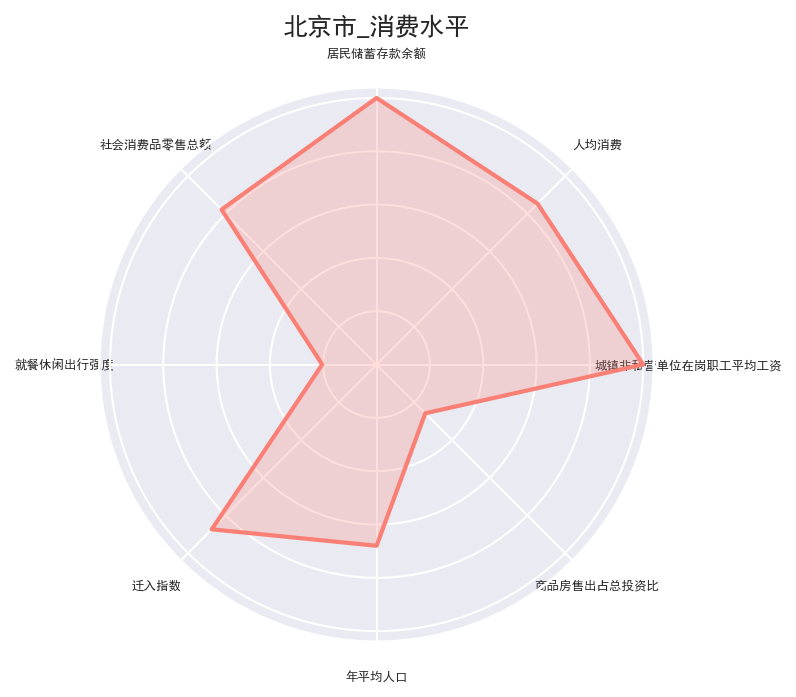 北京市_消费水平
居民储蓄存款余额
社会消费品零售总额
人均消费
就餐休闲出行强度
城镇非私营单位在岗职工平均工资
迁入指数
商品房售出占总投资比
年平均人口